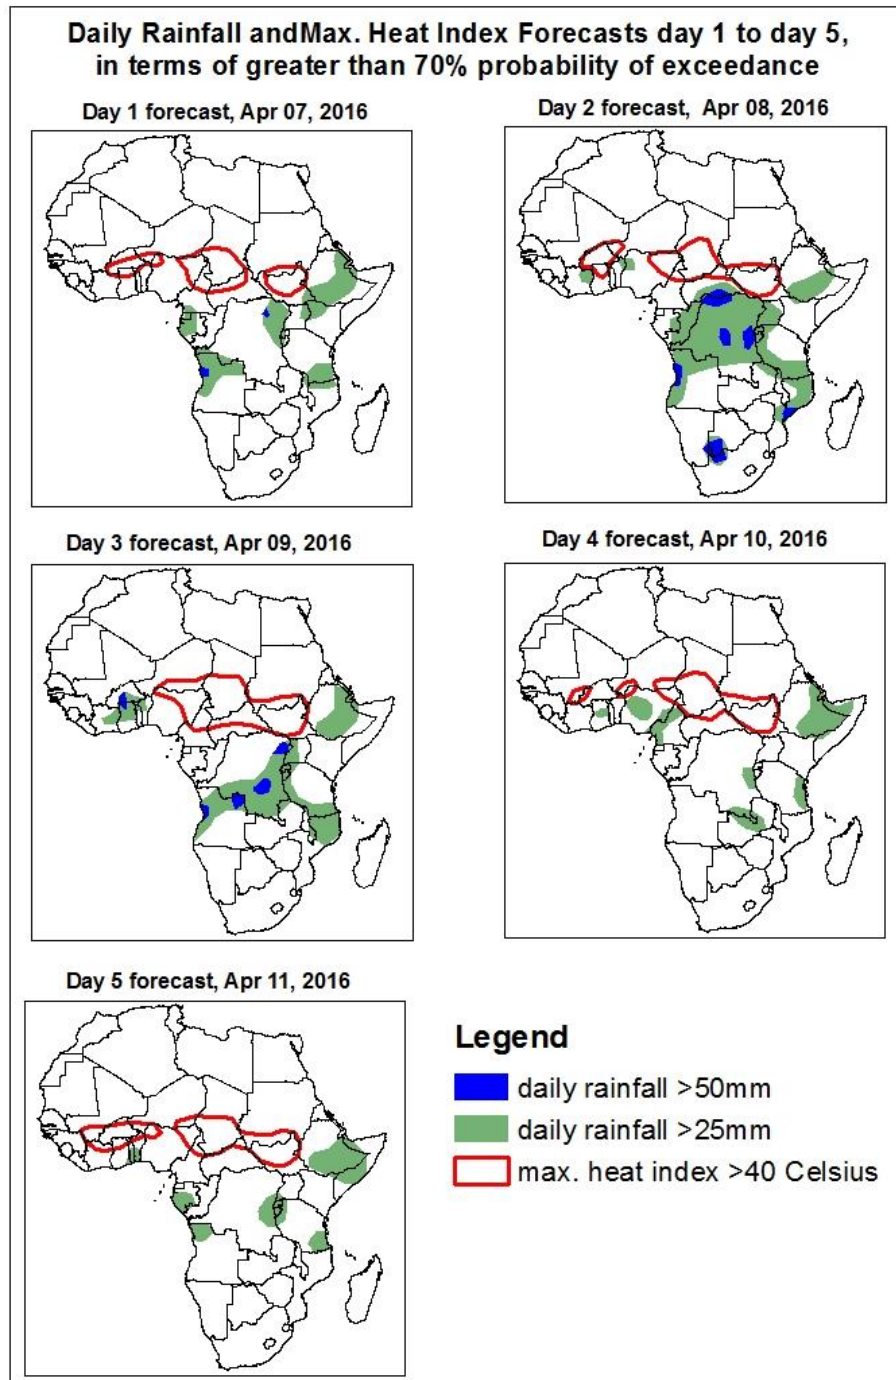 Daily Rainfall andMax. Heat Index Forecasts day 1 to day 5,
in terms of greater than 70% probability of exceedance
Day 1 forecast, Apr 07, 2016
Day 2 forecast, Apr 08, 2016
Day 3 forecast, Apr 09, 2016
Day 4 forecast, Apr 10, 2016
Day 5 forecast, Apr 11, 2016
Legend
daily rainfall >50mm
daily rainfall >25mm
max. heat index >40 Celsius